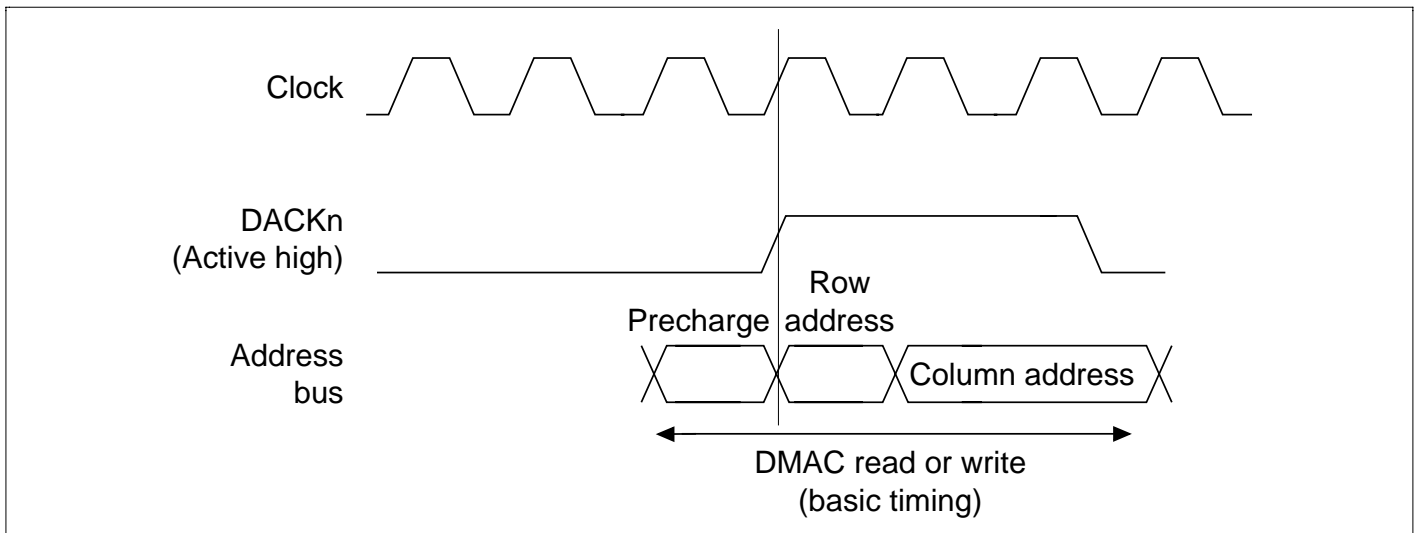 Clock
DACKn
(Active high)
Row
Precharge address
Address
bus
Column address
DMAC read or write
(basic timing)